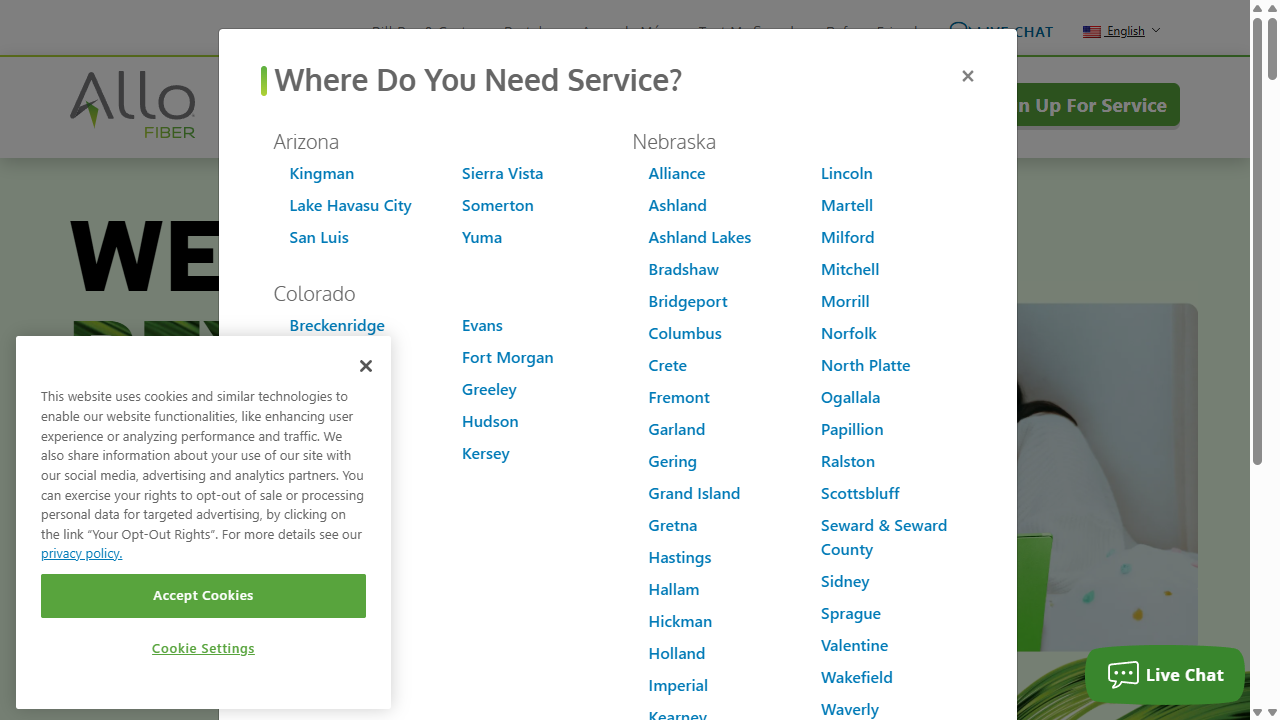 LIVE CHAT
English
Allo
FIBER
n Up For Service
Where Do You Need Service?
×
Arizona
Kingman
Lake Havasu City
San Luis
Sierra Vista
Somerton
Yuma
Colorado
Breckenridge
Evans
Fort Morgan
Greeley
Hudson
Kersey
Nebraska
Alliance
Ashland
Ashland Lakes
Bradshaw
Bridgeport
Columbus
Crete
Fremont
Garland
Gering
Grand Island
Gretna
Hastings
Hallam
Hickman
Holland
Imperial
Kearney
Lincoln
Martell
Milford
Mitchell
Morrill
Norfolk
North Platte
Ogallala
Papillion
Ralston
Scottsbluff
Seward & Seward
County
Sidney
Sprague
Valentine
Wakefield
Waverly
WE
This website uses cookies and similar technologies to
enable our website functionalities, like enhancing user
experience or analyzing performance and traffic. We
also share information about your use of our site with
our social media, advertising and analytics partners. You
can exercise your rights to opt-out of sale or processing
personal data for targeted advertising, by clicking on
the link “Your Opt-Out Rights”. For more details see our
privacy policy.
Accept Cookies
Cookie Settings
Live Chat